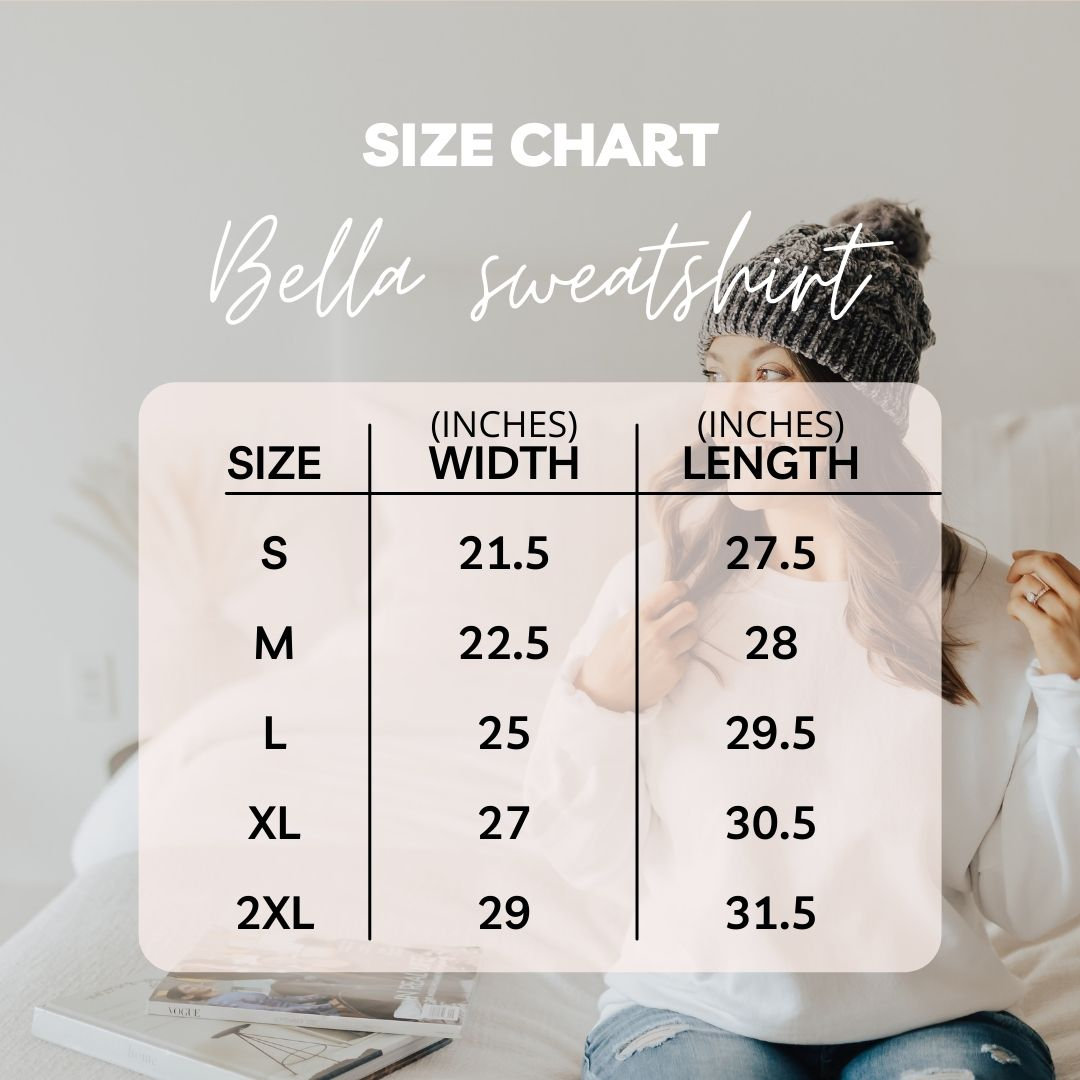 SIZE CHART
Bella sweatshirt
SIZE (INCHES) WIDTH (INCHES) LENGTH
S 21.5 27.5
M 22.5 28
L 25 29.5
XL 27 30.5
2XL 29 31.5
VOGUE
home